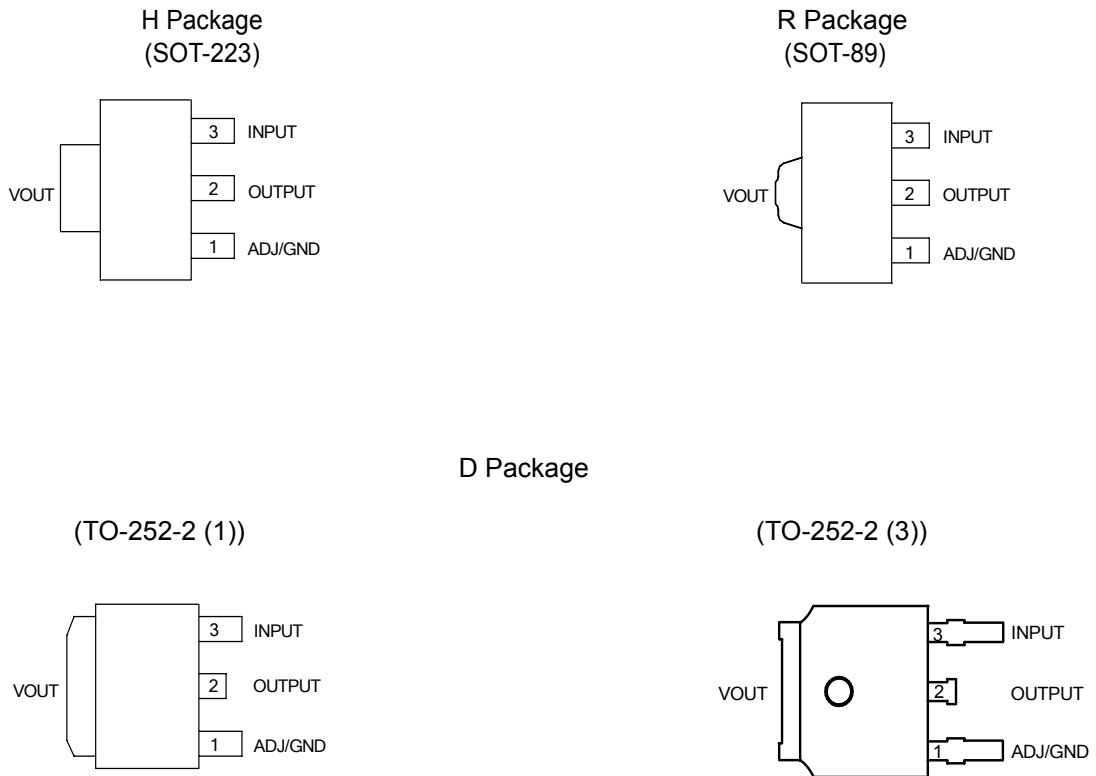 H Package
(SOT-223)
3 INPUT
VOUT
2 OUTPUT
1 ADJ/GND
R Package
(SOT-89)
3 INPUT
VOUT
2 OUTPUT
1 ADJ/GND
D Package
(TO-252-2 (1))
3 INPUT
VOUT
2 OUTPUT
1 ADJ/GND
(TO-252-2 (3))
3 INPUT
VOUT
2 OUTPUT
1 ADJ/GND